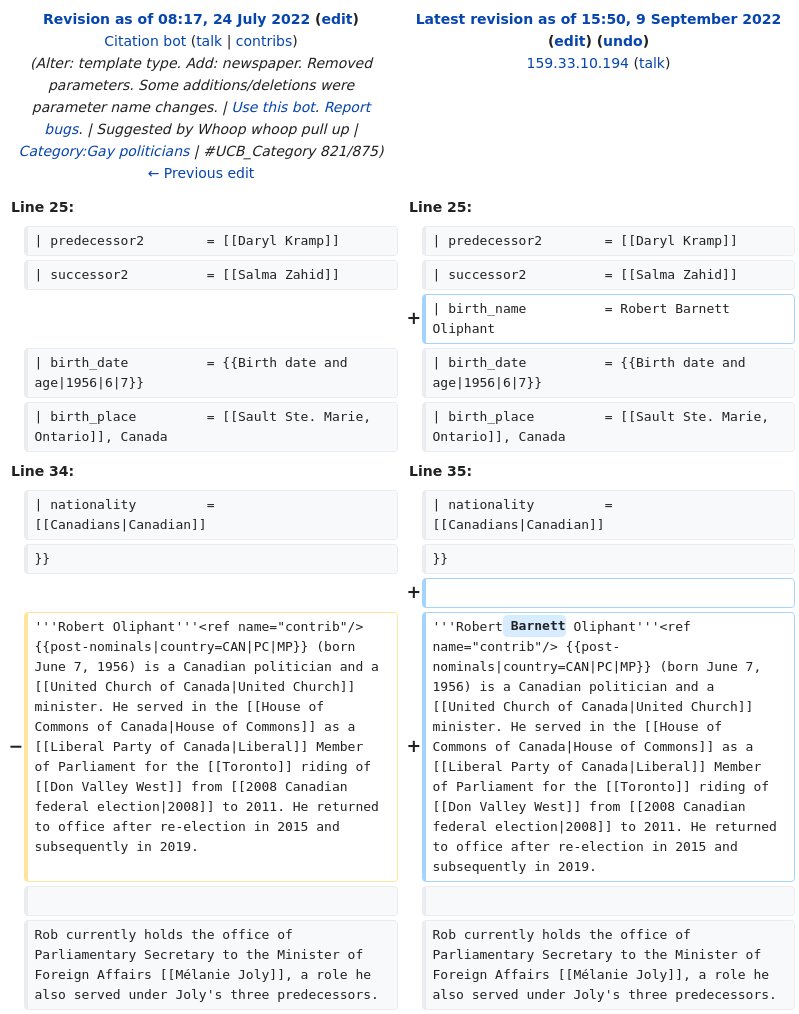 Revision as of 08:17, 24 July 2022 (edit)
Citation bot (talk | contribs)
(Alter: template type. Add: newspaper. Removed
parameters. Some additions/deletions were
parameter name changes. | Use this bot. Report
bugs. | Suggested by Whoop whoop pull up |
Category:Gay politicians | #UCB_Category 821/875)
← Previous edit
Latest revision as of 15:50, 9 September 2022
(edit) (undo)
159.33.10.194 (talk)
Line 25:
Line 25:
| predecessor2        = [[Daryl Kramp]]
| predecessor2        = [[Daryl Kramp]]
| successor2          = [[Salma Zahid]]
| successor2          = [[Salma Zahid]]
+
| birth_name          = Robert Barnett
Oliphant
| birth_date          = {{Birth date and
age|1956|6|7}}
| birth_date          = {{Birth date and
age|1956|6|7}}
| birth_place         = [[Sault Ste. Marie,
Ontario]], Canada
| birth_place         = [[Sault Ste. Marie,
Ontario]], Canada
Line 34:
Line 35:
| nationality         =
[[Canadians|Canadian]]
| nationality         =
[[Canadians|Canadian]]
}}
}}
+
−
'''Robert Oliphant'''<ref name="contrib"/>
{{post-nominals|country=CAN|PC|MP}} (born
June 7, 1956) is a Canadian politician and a
[[United Church of Canada|United Church]]
minister. He served in the [[House of
Commons of Canada|House of Commons]] as a
[[Liberal Party of Canada|Liberal]] Member
of Parliament for the [[Toronto]] riding of
[[Don Valley West]] from [[2008 Canadian
federal election|2008]] to 2011. He returned
to office after re-election in 2015 and
subsequently in 2019.
+
'''Robert Barnett Oliphant'''<ref
name="contrib"/> {{post-
nominals|country=CAN|PC|MP}} (born June 7,
1956) is a Canadian politician and a
[[United Church of Canada|United Church]]
minister. He served in the [[House of
Commons of Canada|House of Commons]] as a
[[Liberal Party of Canada|Liberal]] Member
of Parliament for the [[Toronto]] riding of
[[Don Valley West]] from [[2008 Canadian
federal election|2008]] to 2011. He returned
to office after re-election in 2015 and
subsequently in 2019.
Rob currently holds the office of
Parliamentary Secretary to the Minister of
Foreign Affairs [[Mélanie Joly]], a role he
also served under Joly's three predecessors.
Rob currently holds the office of
Parliamentary Secretary to the Minister of
Foreign Affairs [[Mélanie Joly]], a role he
also served under Joly's three predecessors.